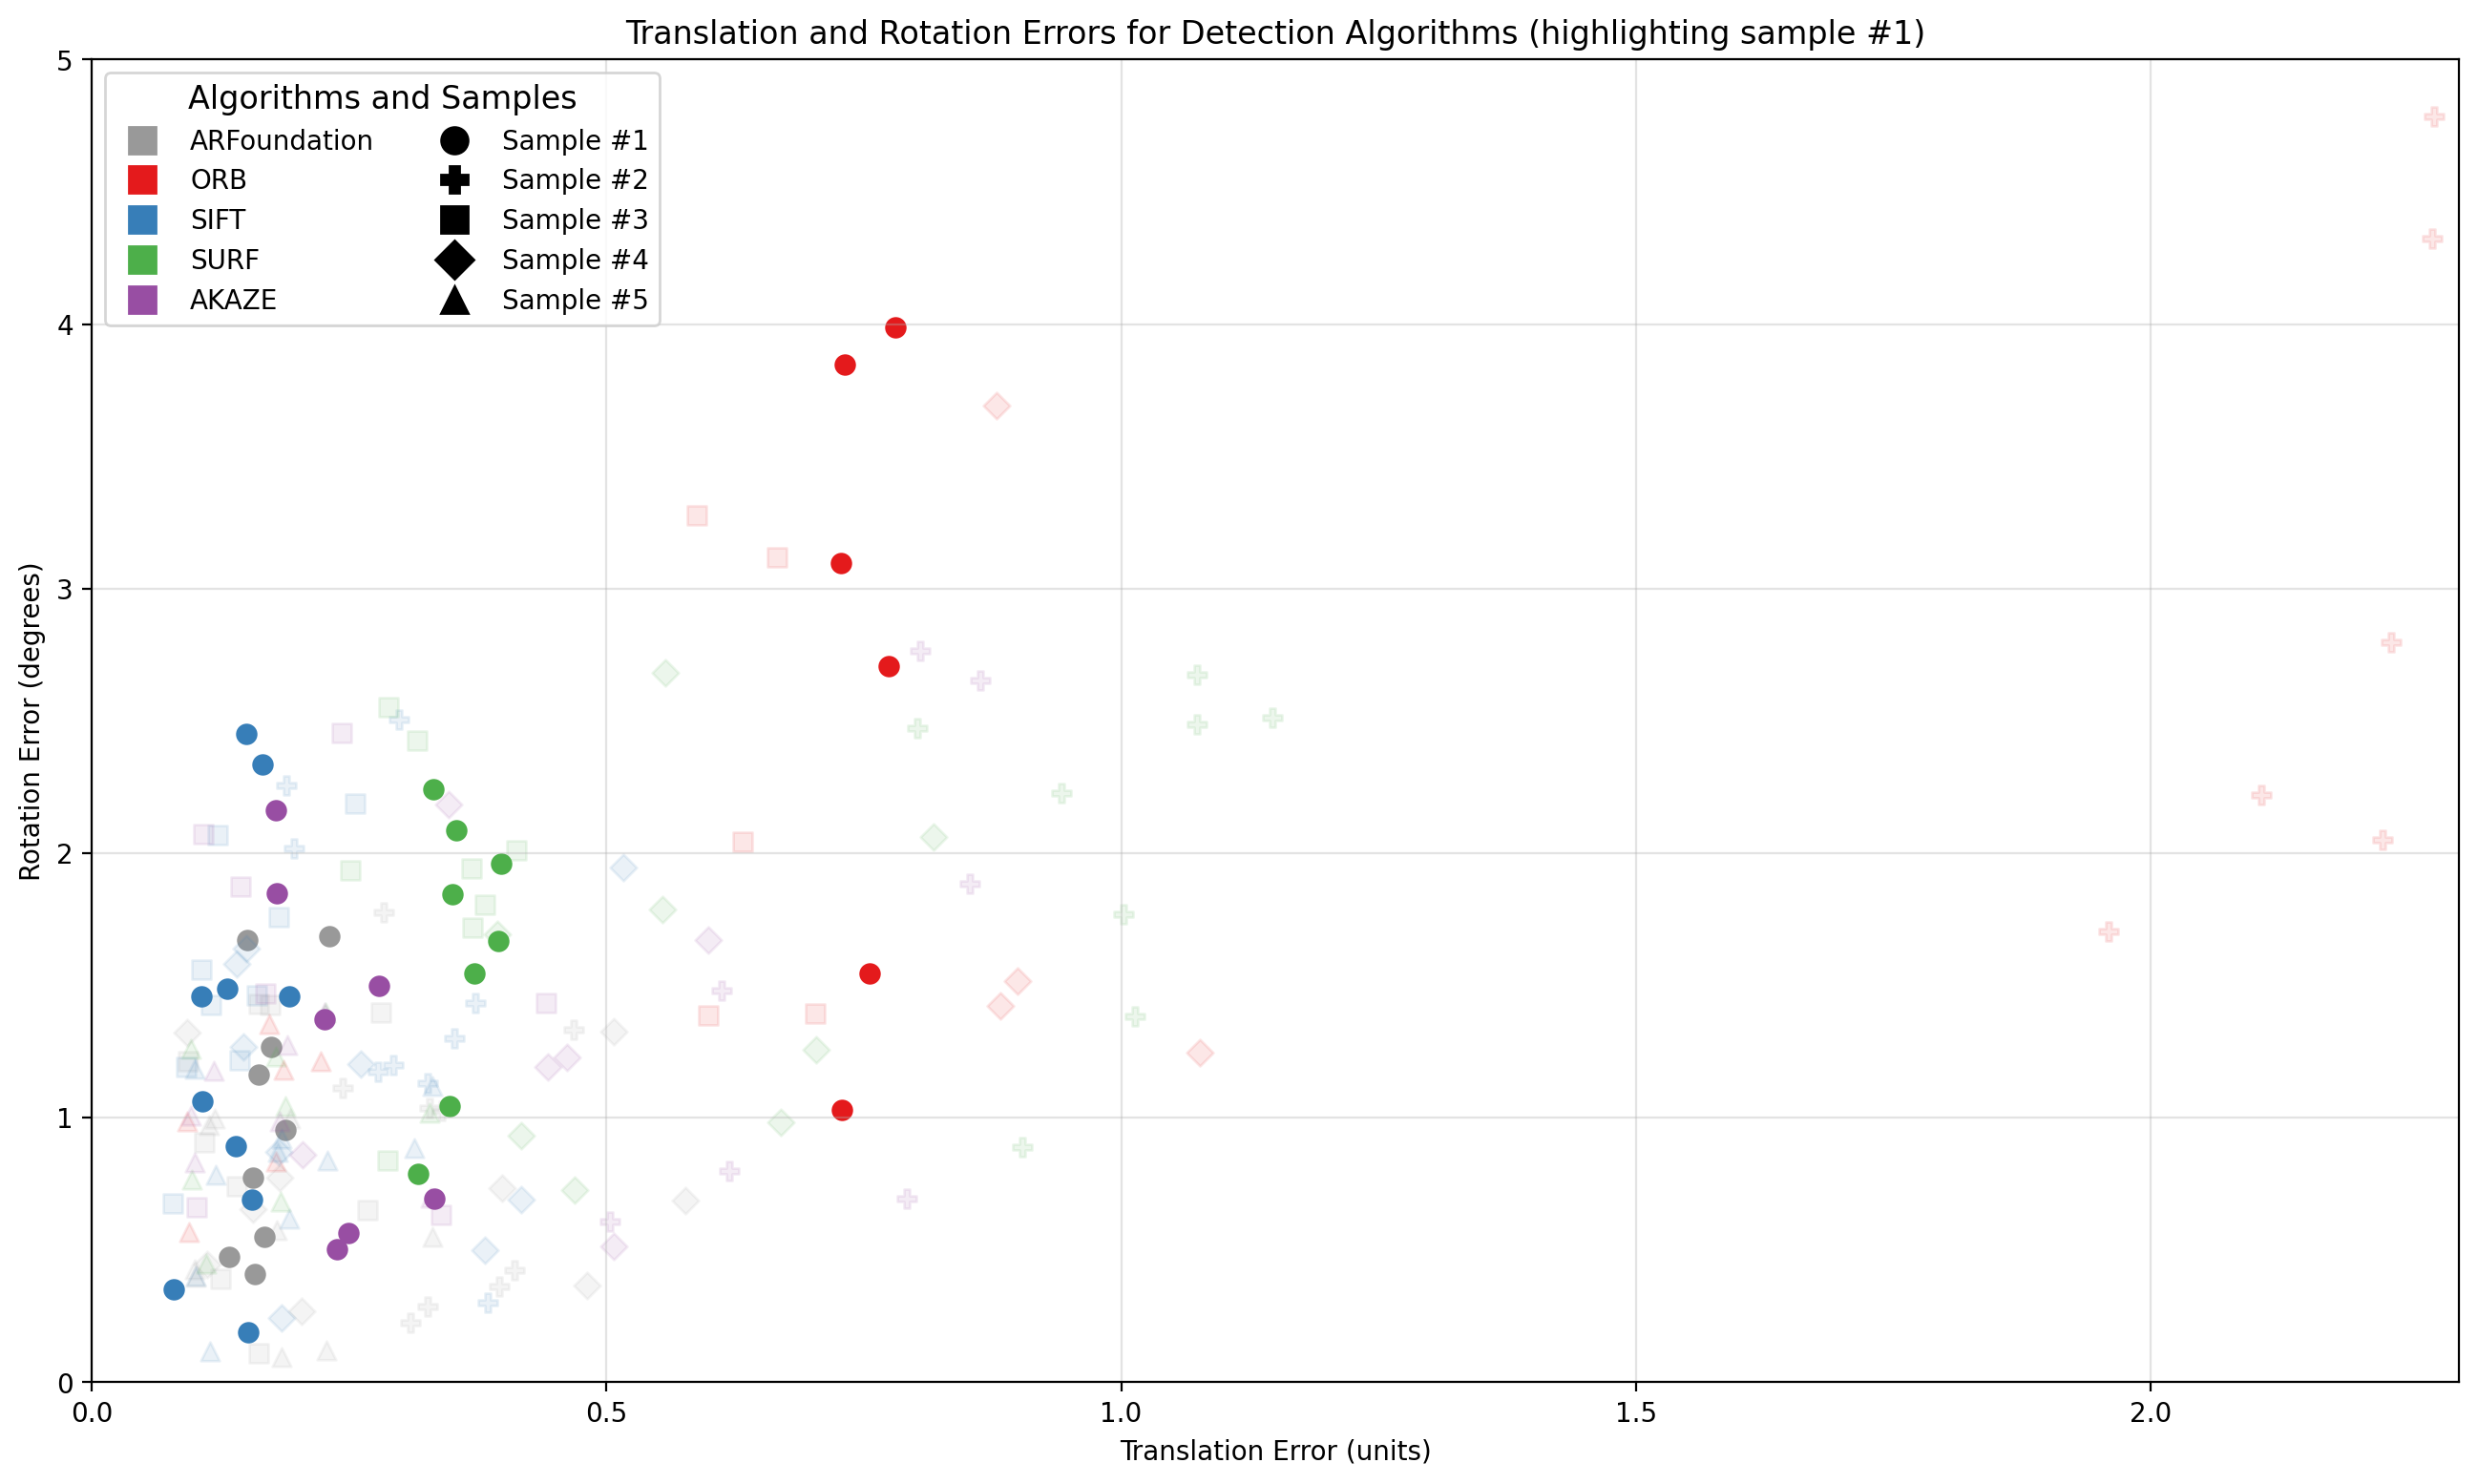 Translation and Rotation Errors for Detection Algorithms (highlighting sample #1)
Algorithms and Samples
ARFoundation
ORB
SIFT
SURF
AKAZE
Sample #1
Sample #2
Sample #3
Sample #4
Sample #5
Rotation Error (degrees)
5
4
3
2
1
0
0.0 0.5 1.0 1.5 2.0
Translation Error (units)